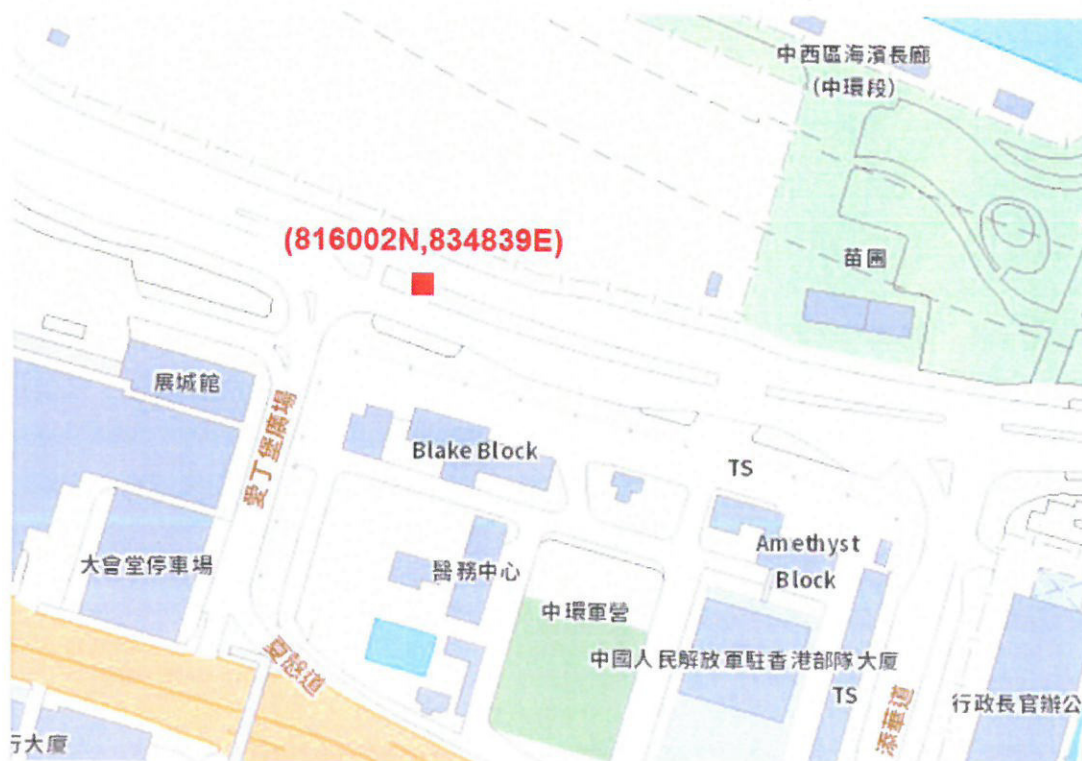 中西區海濱長廊
(中環段)
(816002N,834839E)
苗圃
展城館
愛丁堡廣場
Blake Block
TS
大會堂停車場
醫務中心
Amethyst
Block
中環軍營
夏慤道
中國人民解放軍駐香港部隊大廈
TS
添華道
行政長官辦公
行大廈